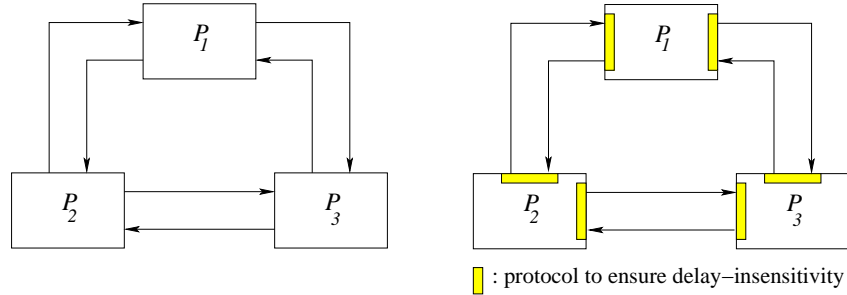 P1
P2
P3
P1
P2
P3
: protocol to ensure delay−insensitivity